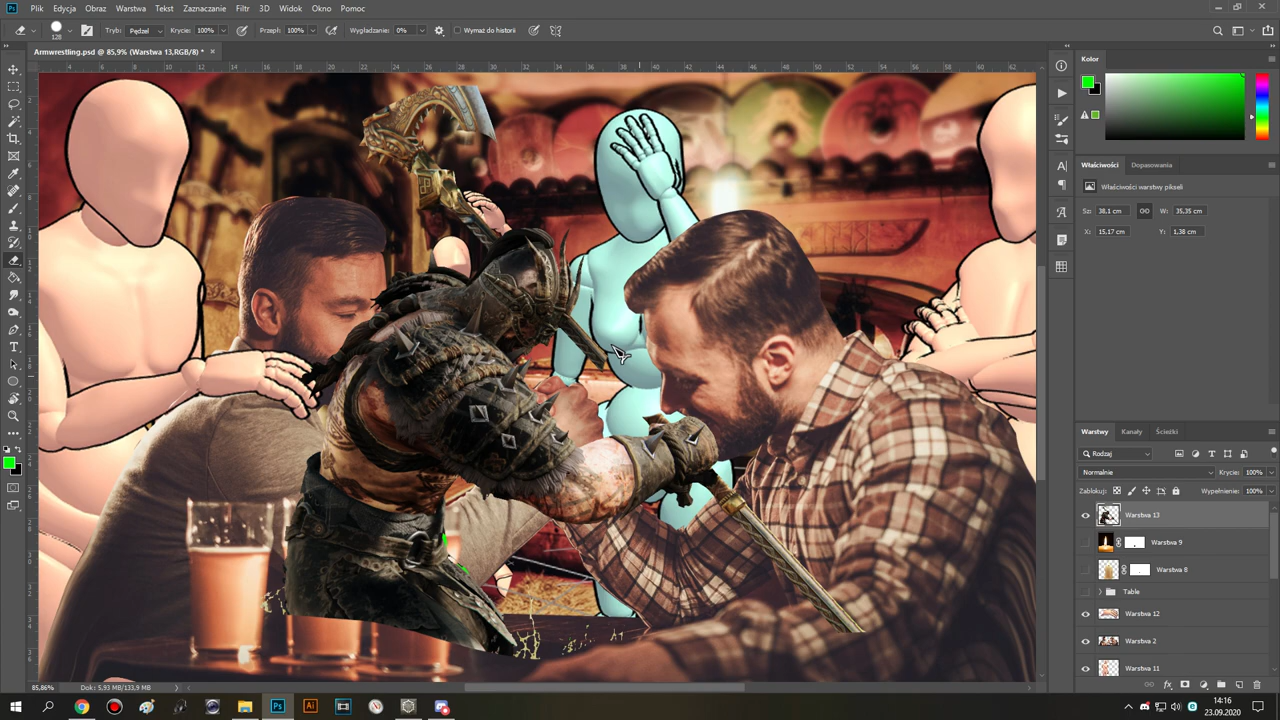 Plik Edycja Obraz Warstwa Tekst Zaznaczanie Filtr 3D Widok Okno Pomoc
128 Tryb: Pędzel Krycie: 100% Przepł: 100% Wygładzanie: 0% Wymaż do historii
Armwrestling.psd @ 85,9% (Warstwa 13,RGB/8) *
Kolor
Właściwości Dopasowania
Właściwości warstwy pikseli
Sz: 38,1 cm W: 35,35 cm
X: 15,17 cm Y: 1,38 cm
Warstwy Kanały Ścieżki
Rodzaj
Normalnie Krycie: 100%
Zablokuj: Wypełnienie: 100%
Warstwa 13
Warstwa 9
Warstwa 8
Table
Warstwa 12
Warstwa 2
Warstwa 11
85,86% Dok: 5,93 MB/133,9 MB
14:16
23.09.2020